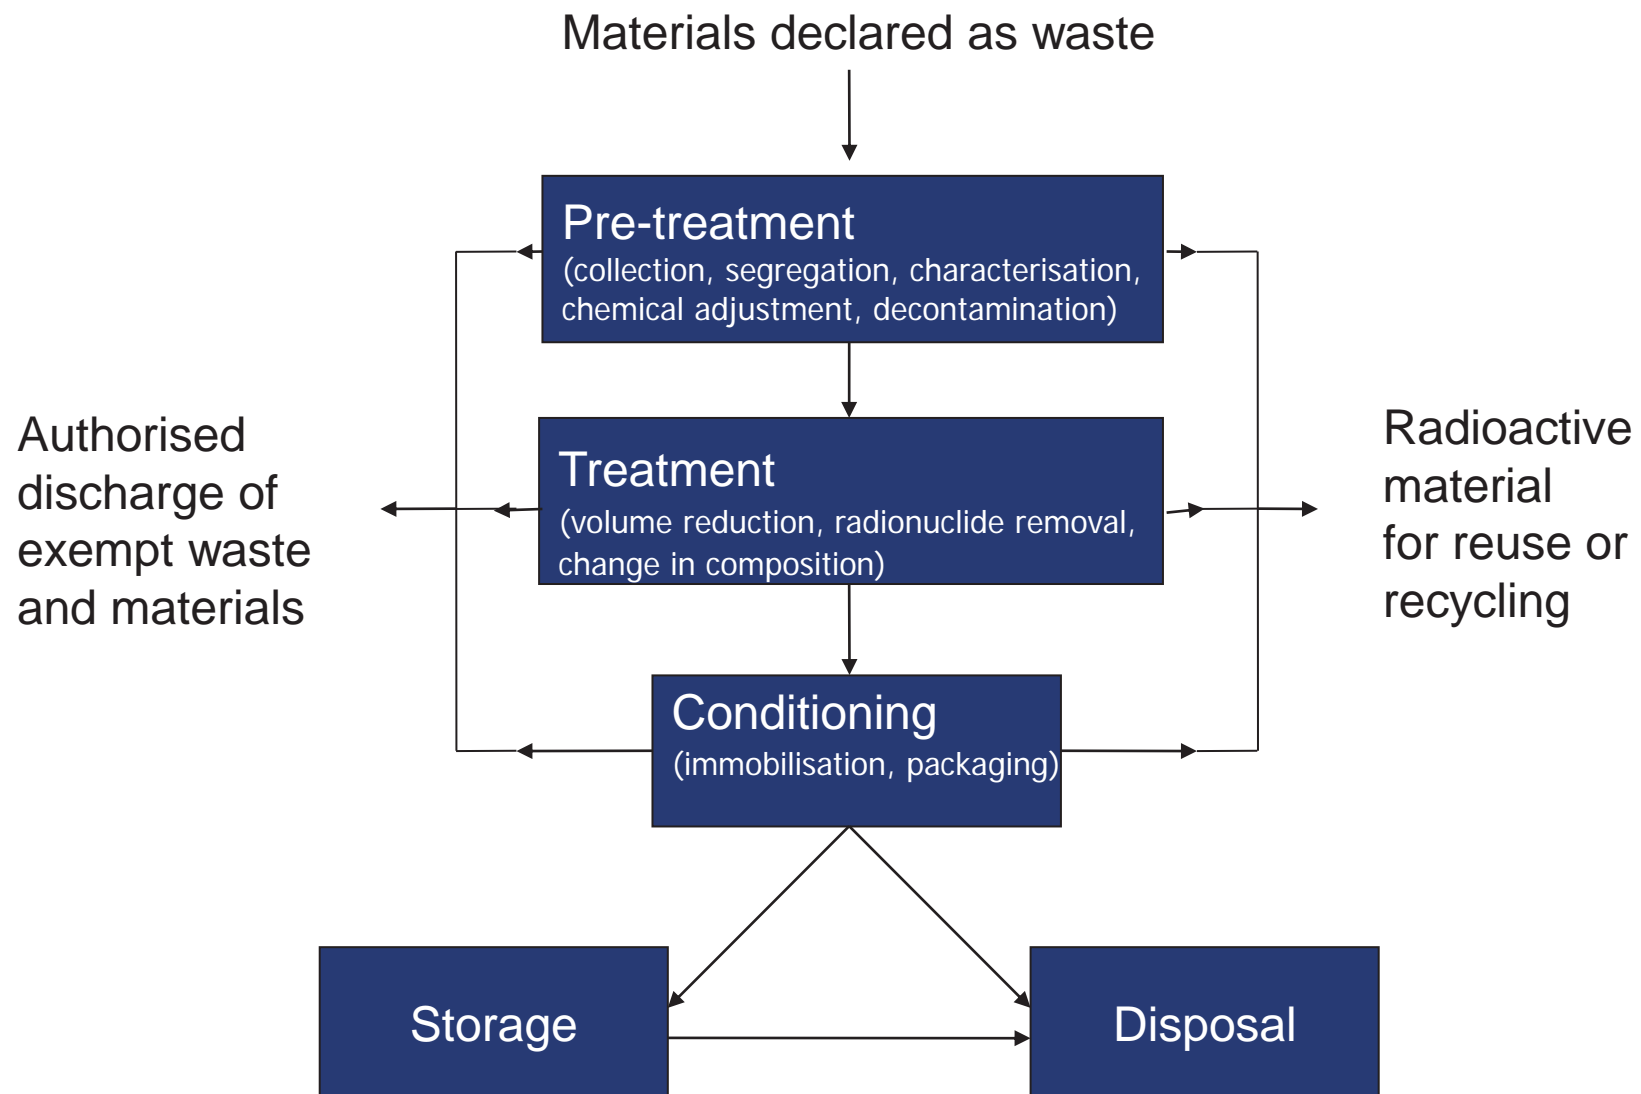 Materials declared as waste
Pre-treatment
(collection, segregation, characterisation,
chemical adjustment, decontamination)
Authorised
discharge of
exempt waste
and materials
Treatment
(volume reduction, radionuclide removal,
change in composition)
Radioactive
material
for reuse or
recycling
Conditioning
(immobilisation, packaging)
Storage
Disposal